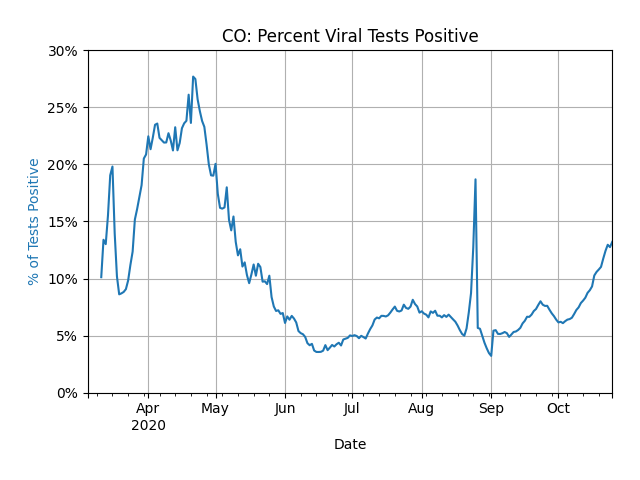 CO: Percent Viral Tests Positive
30%
25%
20%
15%
10%
5%
0%
% of Tests Positive
Apr May Jun Jul Aug Sep Oct
2020
Date